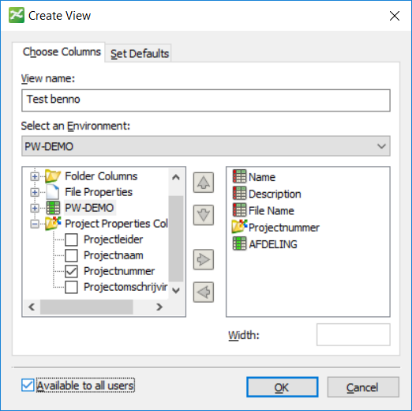 Create View
Choose Columns Set Defaults
View name:
Test benno
Select an Environment:
PW-DEMO
Folder Columns
File Properties
PW-DEMO
Project Properties Col
Projectleider
Projectnaam
Projectnummer
Projectomschrijvir
Name
Description
File Name
Projectnummer
AFDELING
Width:
Available to all users
OK Cancel